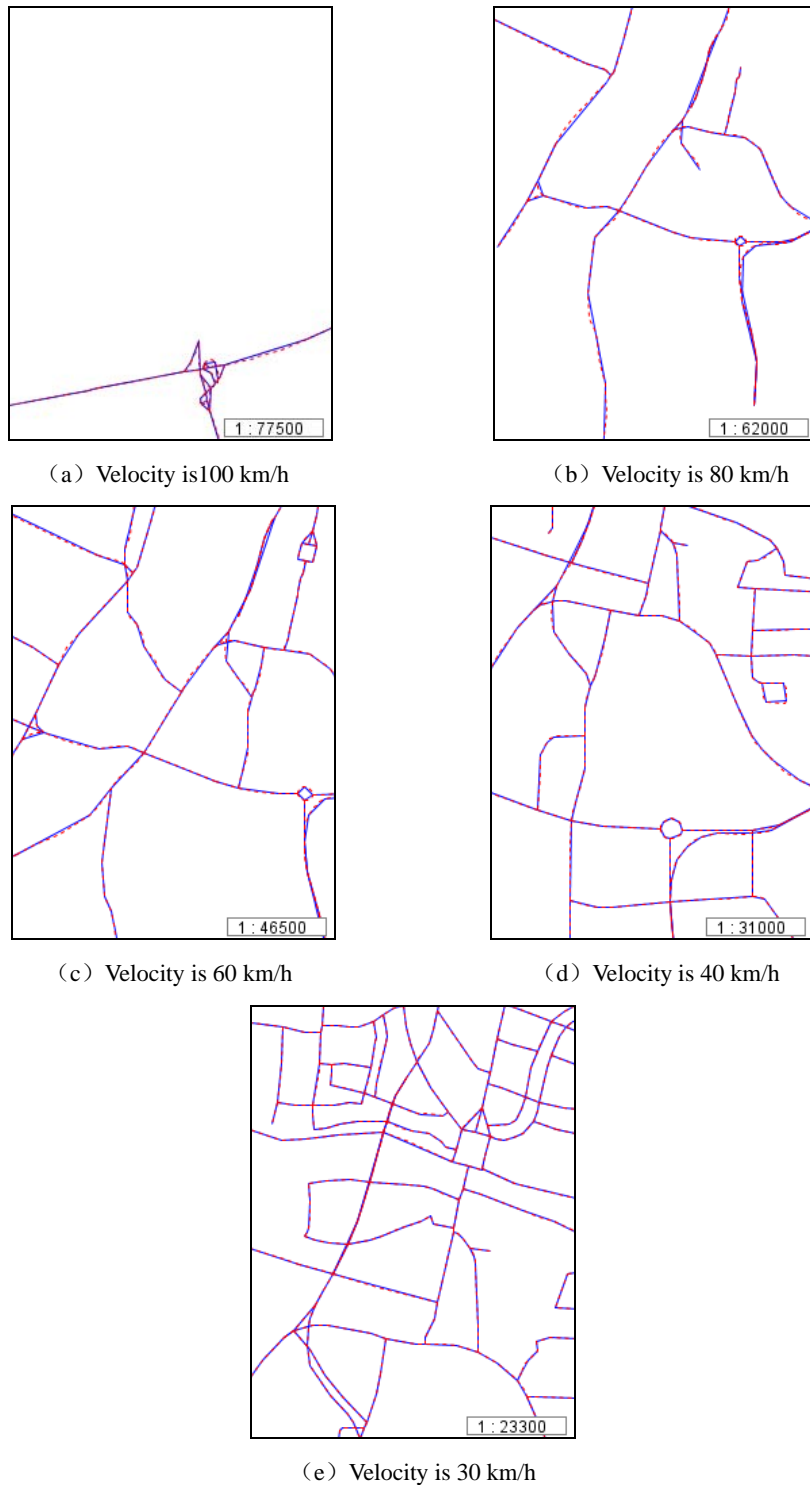 1 : 77500
1 : 62000
（a）Velocity is100 km/h
（b）Velocity is 80 km/h
1 : 46500
1 : 31000
（c）Velocity is 60 km/h
（d）Velocity is 40 km/h
1 : 23300
（e）Velocity is 30 km/h